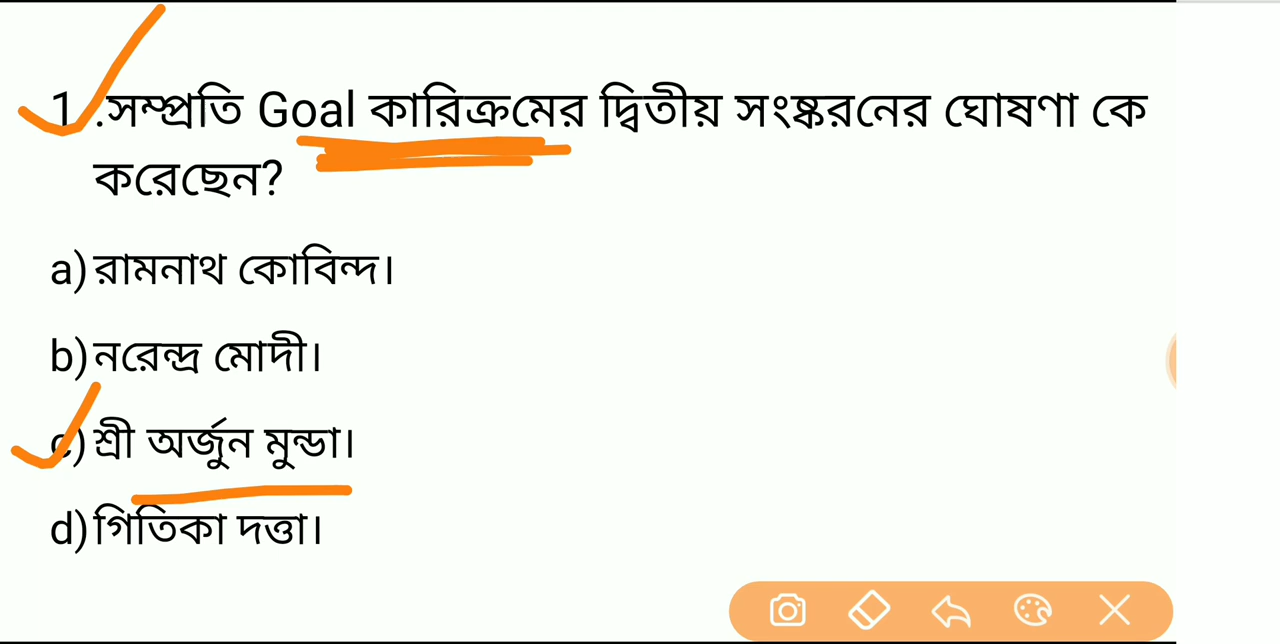 1.সম্প্রতি Goal কারিক্রমের দ্বিতীয় সংষ্করনের ঘোষণা কে
করেছেন?
a)রামনাথ কোবিন্দ।
b)নরেন্দ্র মোদী।
c)শ্রী অর্জুন মুন্ডা।
d)গিতিকা দত্তা।